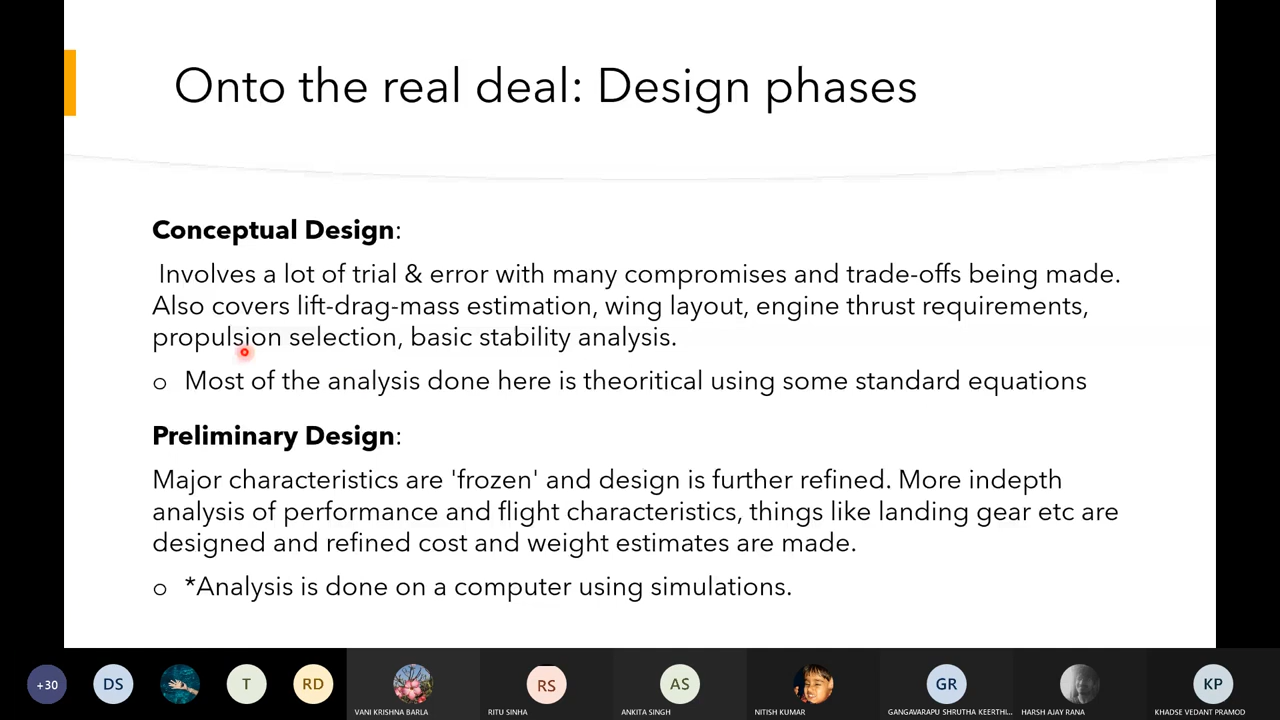 Onto the real deal: Design phases
Conceptual Design:
Involves a lot of trial & error with many compromises and trade-offs being made.
Also covers lift-drag-mass estimation, wing layout, engine thrust requirements,
propulsion selection, basic stability analysis.
o Most of the analysis done here is theoritical using some standard equations
Preliminary Design:
Major characteristics are 'frozen' and design is further refined. More indepth
analysis of performance and flight characteristics, things like landing gear etc are
designed and refined cost and weight estimates are made.
o *Analysis is done on a computer using simulations.
+30 DS T RD RS AS GR KP
VANI KRISHNA BARLA RITU SINHA ANKITA SINGH NITISH KUMAR GANGAVARAPU SHRUTHA KEERTHI... HARSH AJAY RANA KHADSE VEDANT PRAMOD